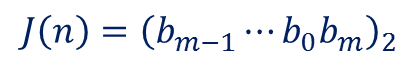 J(n) = (b_{m−1} ⋯ b_0 b_m)_2